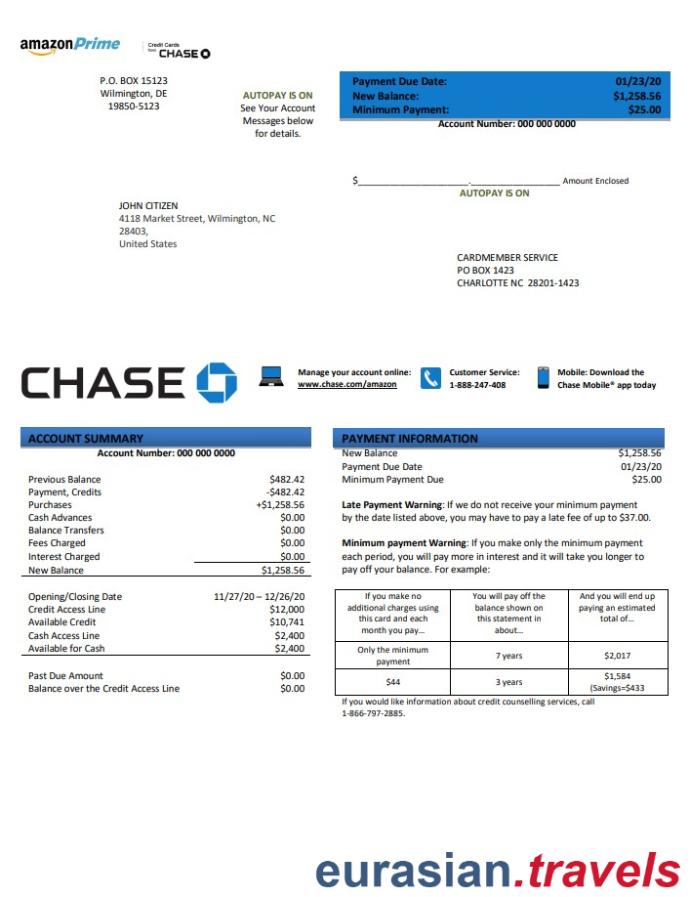 amazonPrime
Credit Cards
from CHASE
P.O. BOX 15123
Wilmington, DE
19850-5123
AUTOPAY IS ON
See Your Account
Messages below
for details.
Payment Due Date: 01/23/20
New Balance: $1,258.56
Minimum Payment: $25.00
Account Number: 000 000 0000
$_______________________.___________________ Amount Enclosed
AUTOPAY IS ON
JOHN CITIZEN
4118 Market Street, Wilmington, NC
28403,
United States
CARDMEMBER SERVICE
PO BOX 1423
CHARLOTTE NC 28201-1423
CHASE
Manage your account online:
www.chase.com/amazon
Customer Service:
1-888-247-408
Mobile: Download the
Chase Mobile® app today
ACCOUNT SUMMARY
Account Number: 000 000 0000
Previous Balance $482.42
Payment, Credits -$482.42
Purchases +$1,258.56
Cash Advances $0.00
Balance Transfers $0.00
Fees Charged $0.00
Interest Charged $0.00
New Balance $1,258.56
Opening/Closing Date 11/27/20 – 12/26/20
Credit Access Line $12,000
Available Credit $10,741
Cash Access Line $2,400
Available for Cash $2,400
Past Due Amount $0.00
Balance over the Credit Access Line $0.00
PAYMENT INFORMATION
New Balance $1,258.56
Payment Due Date 01/23/20
Minimum Payment Due $25.00
Late Payment Warning: If we do not receive your minimum payment
by the date listed above, you may have to pay a late fee of up to $37.00.
Minimum payment Warning: If you make only the minimum payment
each period, you will pay more in interest and it will take you longer to
pay off your balance. For example:
If you make no
additional charges using
this card and each
month you pay…
You will pay off the
balance shown on
this statement in
about…
And you will end up
paying an estimated
total of…
Only the minimum
payment
7 years
$2,017
$44
3 years
$1,584
(Savings=$433
If you would like information about credit counselling services, call
1-866-797-2885.
eurasian.travels